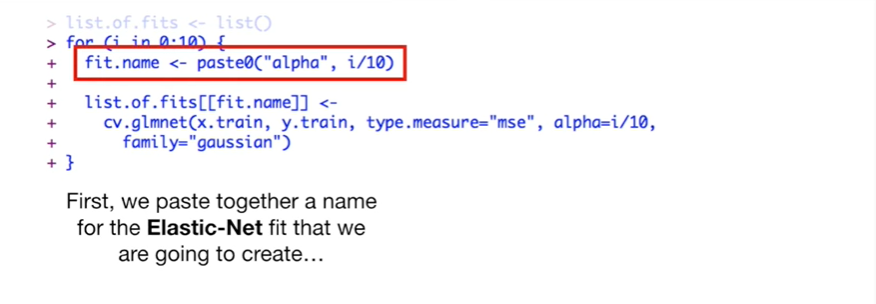 > list.of.fits <- list()
> for (i in 0:10) {
+   fit.name <- paste0("alpha", i/10)
+
+   list.of.fits[[fit.name]] <-
+     cv.glmnet(x.train, y.train, type.measure="mse", alpha=i/10,
+       family="gaussian")
+ }
First, we paste together a name
for the Elastic-Net fit that we
are going to create…